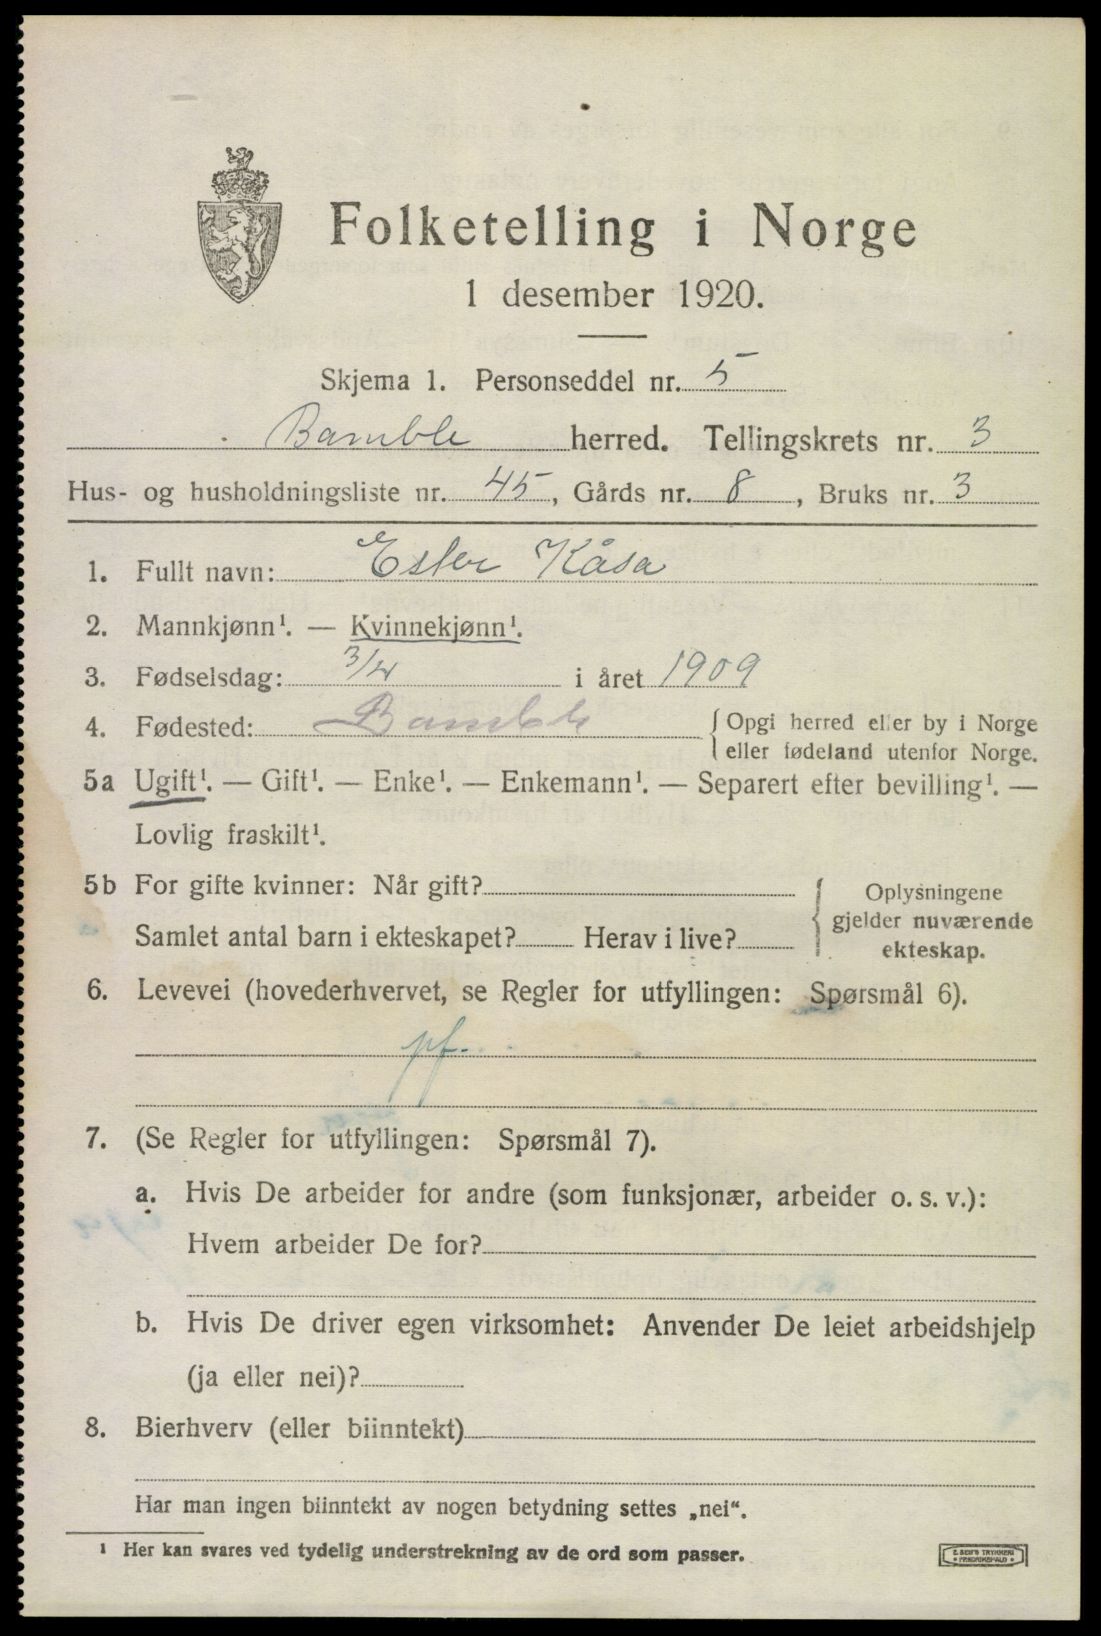 Folketelling i Norge
1 desember 1920.
Skjema 1. Personseddel nr. 5
Bamble herred. Tellingskrets nr. 3
Hus- og husholdningsliste nr. 45, Gårds nr. 8, Bruks nr. 3
1. Fullt navn: Ester Kåsa
2. Mannkjønn¹. — Kvinnekjønn¹.
3. Fødselsdag: 3/4 i året 1909
4. Fødested: Bamble { Opgi herred eller by i Norge
eller fødeland utenfor Norge.
5a Ugift¹. — Gift¹. — Enke¹. — Enkemann¹. — Separert efter bevilling¹. —
Lovlig fraskilt¹.
5b For gifte kvinner: Når gift?
Samlet antal barn i ekteskapet? Herav i live?
Oplysningene
gjelder nuværende
ekteskap.
6. Levevei (hovederhvervet, se Regler for utfyllingen: Spørsmål 6).
pf.
7. (Se Regler for utfyllingen: Spørsmål 7).
a. Hvis De arbeider for andre (som funksjonær, arbeider o. s. v.):
Hvem arbeider De for?
b. Hvis De driver egen virksomhet: Anvender De leiet arbeidshjelp
(ja eller nei)?
8. Bierhverv (eller biinntekt)
Har man ingen biinntekt av nogen betydning settes „nei“.
¹ Her kan svares ved tydelig understrekning av de ord som passer.